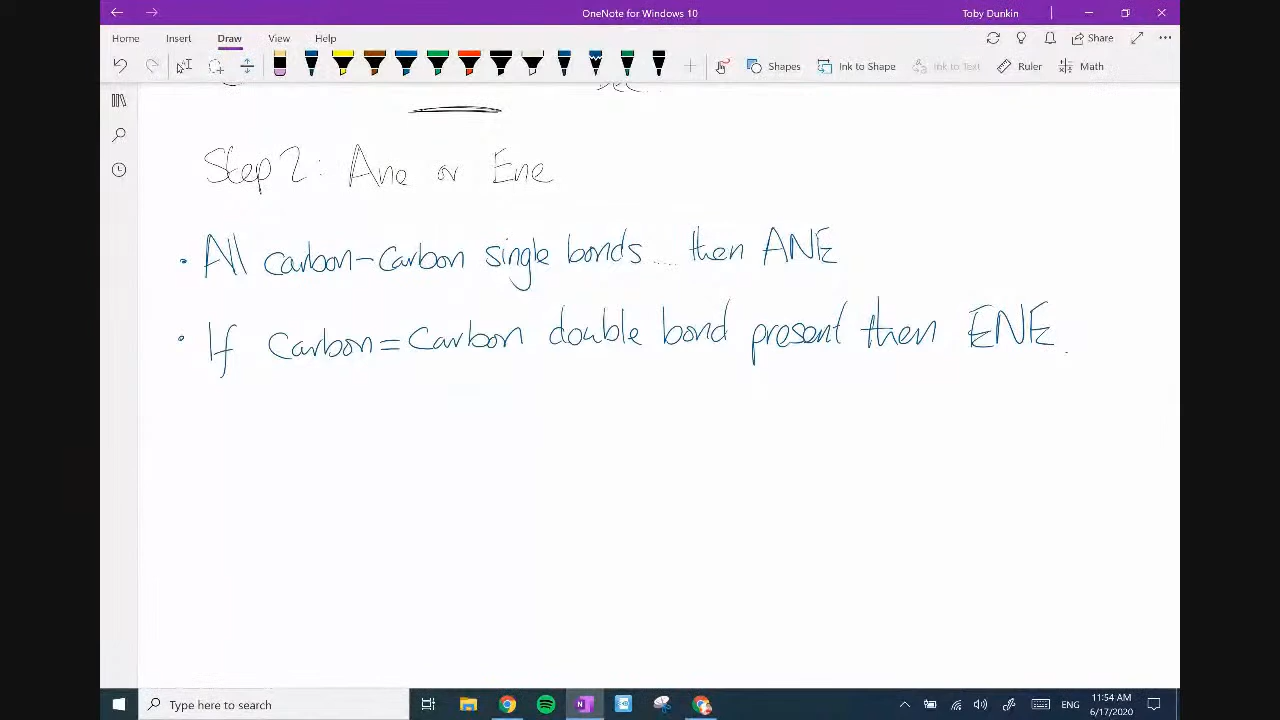 OneNote for Windows 10
Toby Dunkin
Home Insert Draw View Help
Share
Shapes Ink to Shape Ink to Text Ruler Math
Step 2: Ane or Ene
• All carbon-carbon single bonds .... then ANE
• If Carbon=Carbon double bond present then ENE.
Type here to search
ENG
11:54 AM
6/17/2020